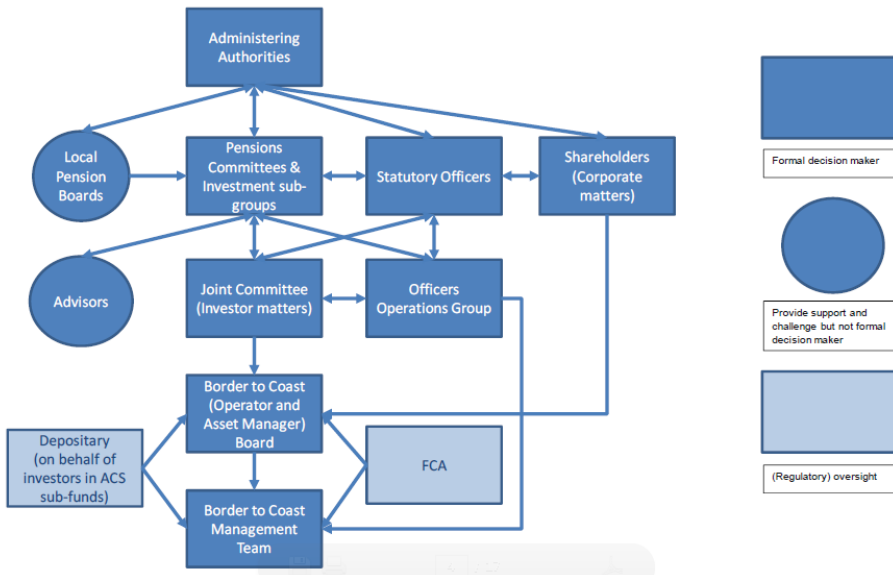 Administering
Authorities
Local
Pension
Boards
Pensions
Committees &
Investment sub-
groups
Statutory Officers
Shareholders
(Corporate
matters)
Formal decision maker
Advisors
Joint Committee
(Investor matters)
Officers
Operations Group
Provide support and
challenge but not formal
decision maker
Border to Coast
(Operator and
Asset Manager)
Board
Depositary
(on behalf of
investors in ACS
sub-funds)
FCA
(Regulatory) oversight
Border to Coast
Management
Team